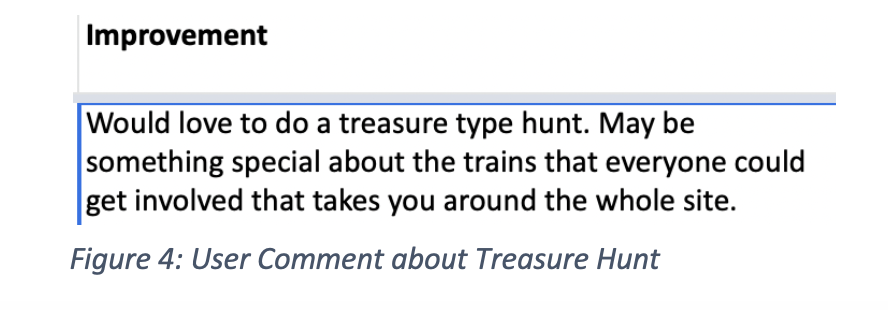 Improvement
Would love to do a treasure type hunt. May be
something special about the trains that everyone could
get involved that takes you around the whole site.
Figure 4: User Comment about Treasure Hunt